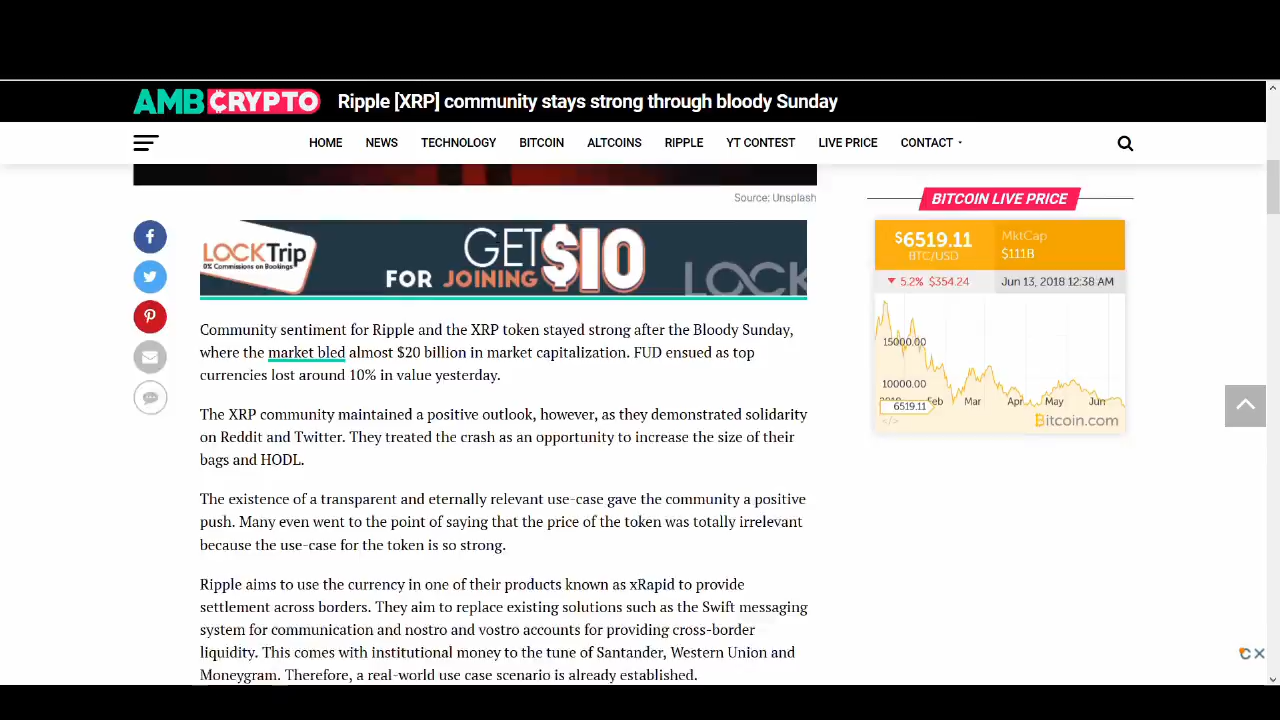 AMBCRYPTO Ripple [XRP] community stays strong through bloody Sunday
HOME NEWS TECHNOLOGY BITCOIN ALTCOINS RIPPLE YT CONTEST LIVE PRICE CONTACT
Source: Unsplash
LOCKTrip
0% Commissions on Bookings
GET $10
FOR JOINING
LOCK
Community sentiment for Ripple and the XRP token stayed strong after the Bloody Sunday,
where the market bled almost $20 billion in market capitalization. FUD ensued as top
currencies lost around 10% in value yesterday.
The XRP community maintained a positive outlook, however, as they demonstrated solidarity
on Reddit and Twitter. They treated the crash as an opportunity to increase the size of their
bags and HODL.
The existence of a transparent and eternally relevant use-case gave the community a positive
push. Many even went to the point of saying that the price of the token was totally irrelevant
because the use-case for the token is so strong.
Ripple aims to use the currency in one of their products known as xRapid to provide
settlement across borders. They aim to replace existing solutions such as the Swift messaging
system for communication and nostro and vostro accounts for providing cross-border
liquidity. This comes with institutional money to the tune of Santander, Western Union and
Moneygram. Therefore, a real-world use case scenario is already established.
BITCOIN LIVE PRICE
$6519.11 MktCap
BTC/USD $111B
5.2% $354.24 Jun 13, 2018 12:38 AM
15000.00
10000.00
Feb Mar Apr May Jun
6519.11
</>
Bitcoin.com